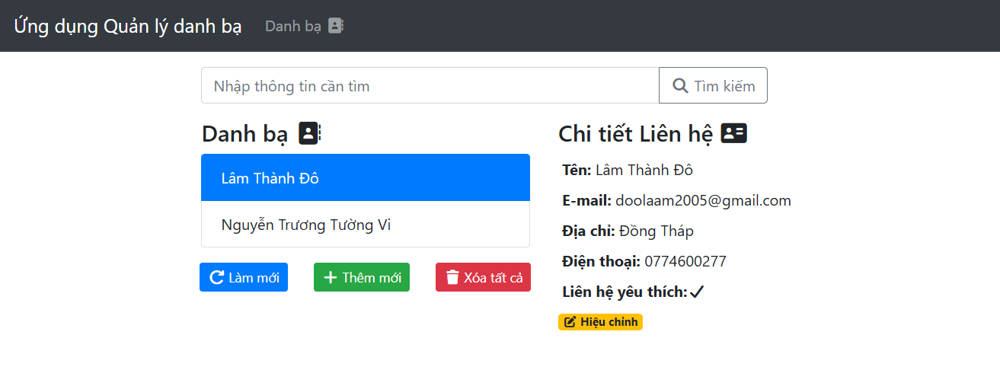 Ứng dụng Quản lý danh bạ Danh bạ
Nhập thông tin cần tìm Tìm kiếm
Danh bạ
Lâm Thành Đô
Nguyễn Trương Tường Vi
Làm mới Thêm mới Xóa tất cả
Chi tiết Liên hệ
Tên: Lâm Thành Đô
E-mail: doolaam2005@gmail.com
Địa chỉ: Đồng Tháp
Điện thoại: 0774600277
Liên hệ yêu thích:
Hiệu chỉnh